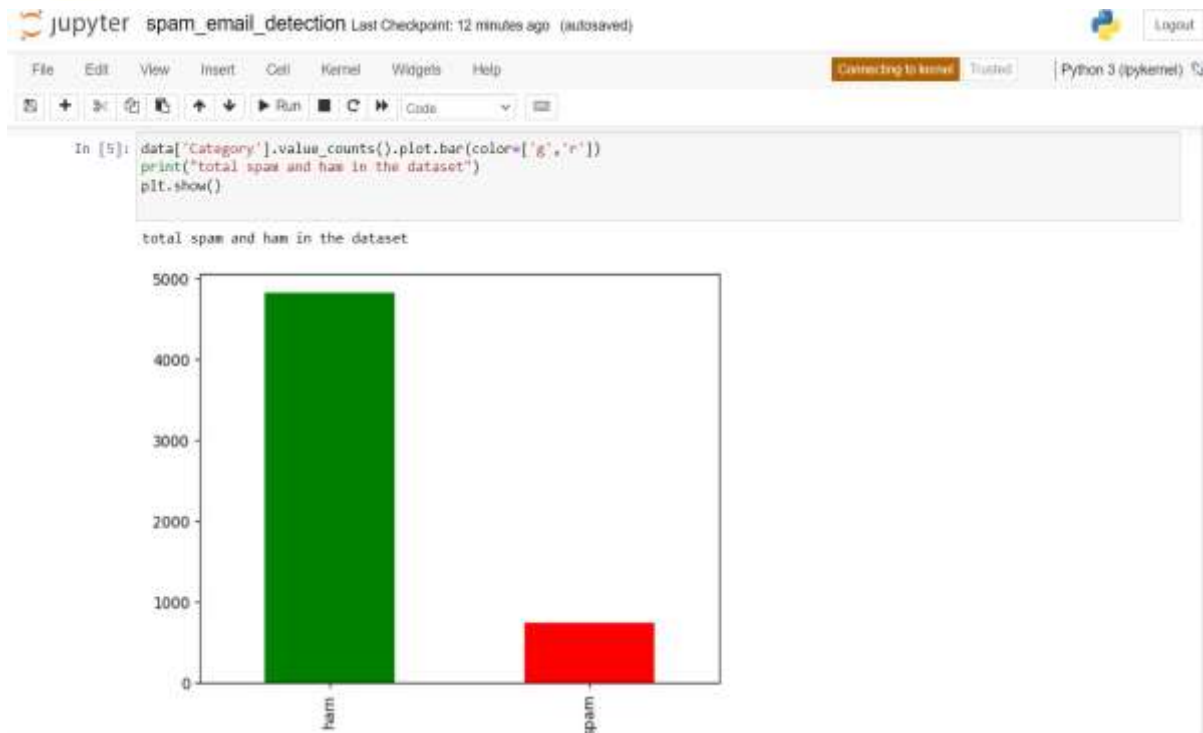 jupyter spam_email_detection Last Checkpoint: 12 minutes ago (autosaved)
Logout
File Edit View Insert Cell Kernel Widgets Help
Connecting to kernel Trusted Python 3 (ipykernel)
Run Code
In [5]: data['Category'].value_counts().plot.bar(color=['g','r'])
print("total spam and ham in the dataset")
plt.show()
total spam and ham in the dataset
5000
4000
3000
2000
1000
0
ham
spam